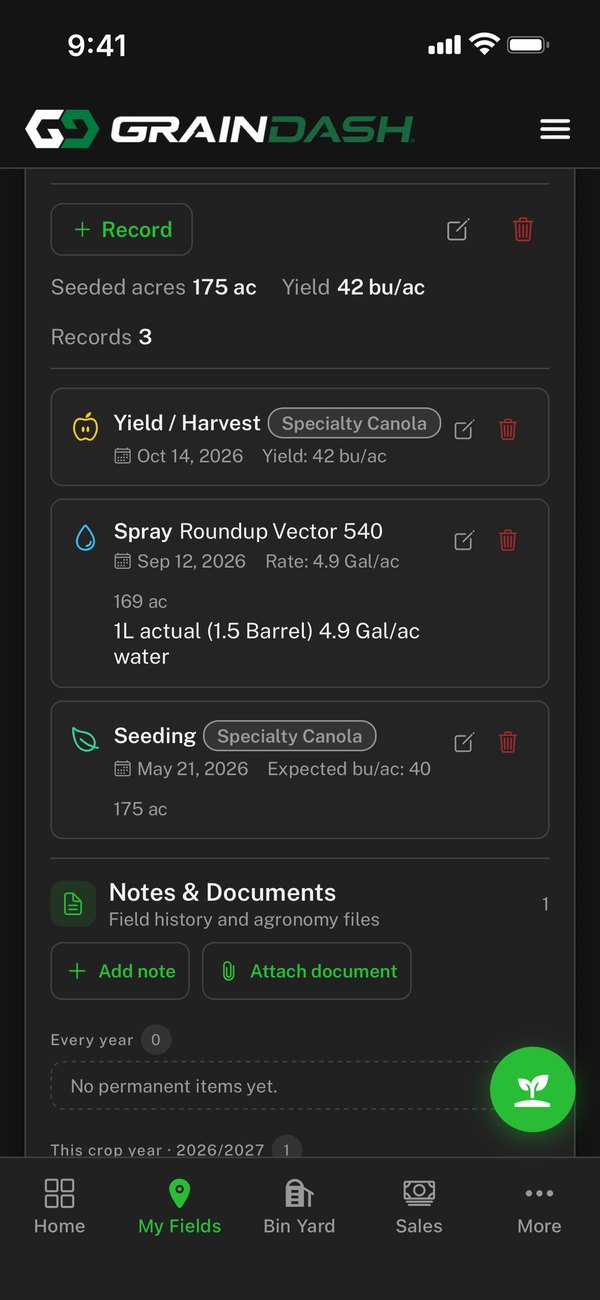 9:41
GRAINDASH
+ Record
Seeded acres 175 ac Yield 42 bu/ac
Records 3
Yield / Harvest Specialty Canola
Oct 14, 2026 Yield: 42 bu/ac
Spray Roundup Vector 540
Sep 12, 2026 Rate: 4.9 Gal/ac
169 ac
1L actual (1.5 Barrel) 4.9 Gal/ac
water
Seeding Specialty Canola
May 21, 2026 Expected bu/ac: 40
175 ac
Notes & Documents
1
Field history and agronomy files
+ Add note Attach document
Every year 0
No permanent items yet.
This crop year · 2026/2027 1
Home My Fields Bin Yard Sales More